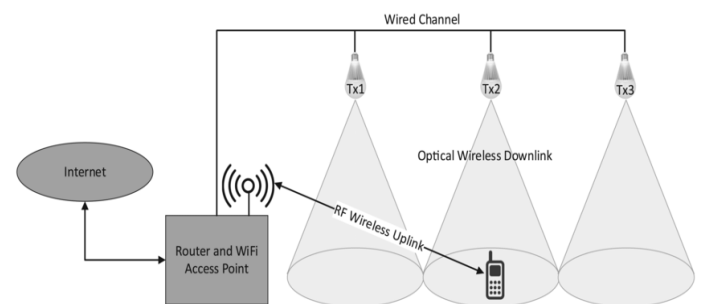 Wired Channel
Tx1
Tx2
Tx3
Optical Wireless Downlink
Internet
RF Wireless Uplink
Router and WiFi
Access Point